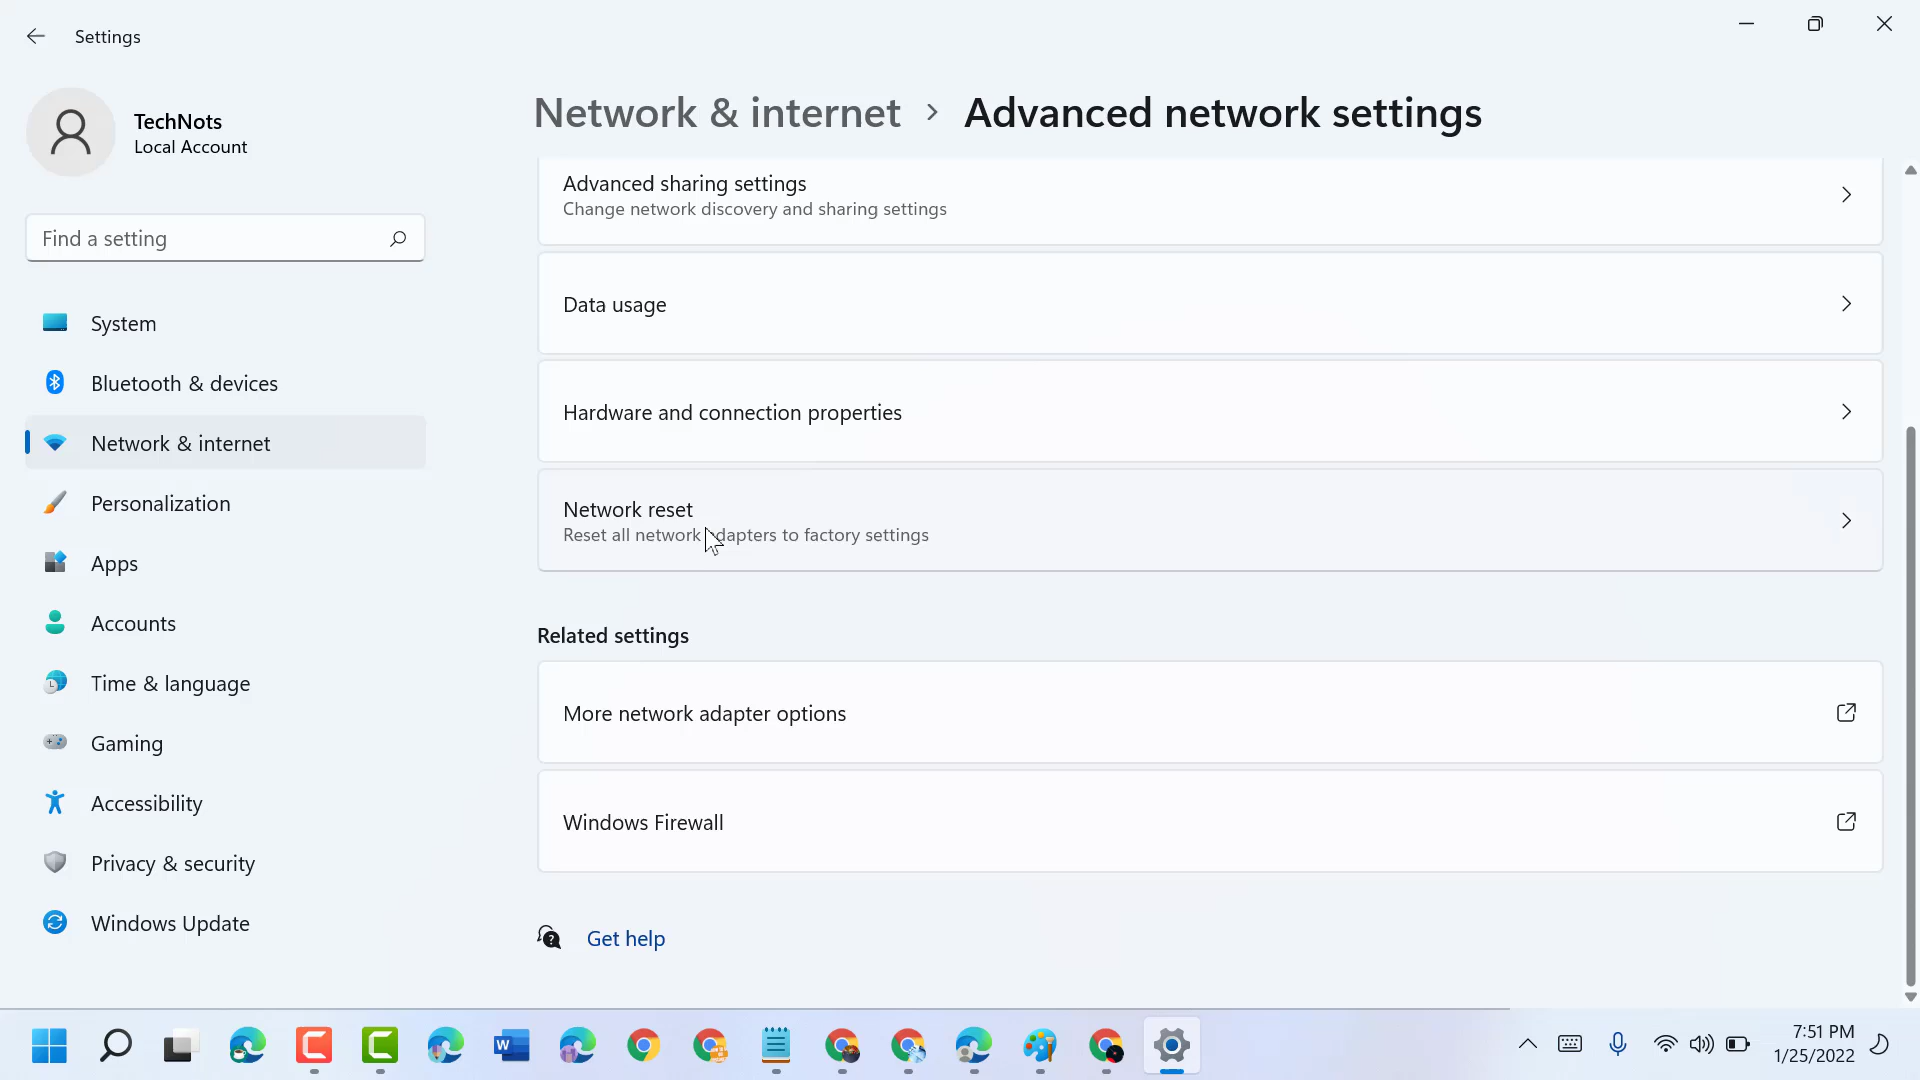 Settings
TechNots
Local Account
Find a setting
System
Bluetooth & devices
Network & internet
Personalization
Apps
Accounts
Time & language
Gaming
Accessibility
Privacy & security
Windows Update
Network & internet > Advanced network settings
Advanced sharing settings
Change network discovery and sharing settings
Data usage
Hardware and connection properties
Network reset
Reset all network adapters to factory settings
Related settings
More network adapter options
Windows Firewall
Get help
7:51 PM
1/25/2022